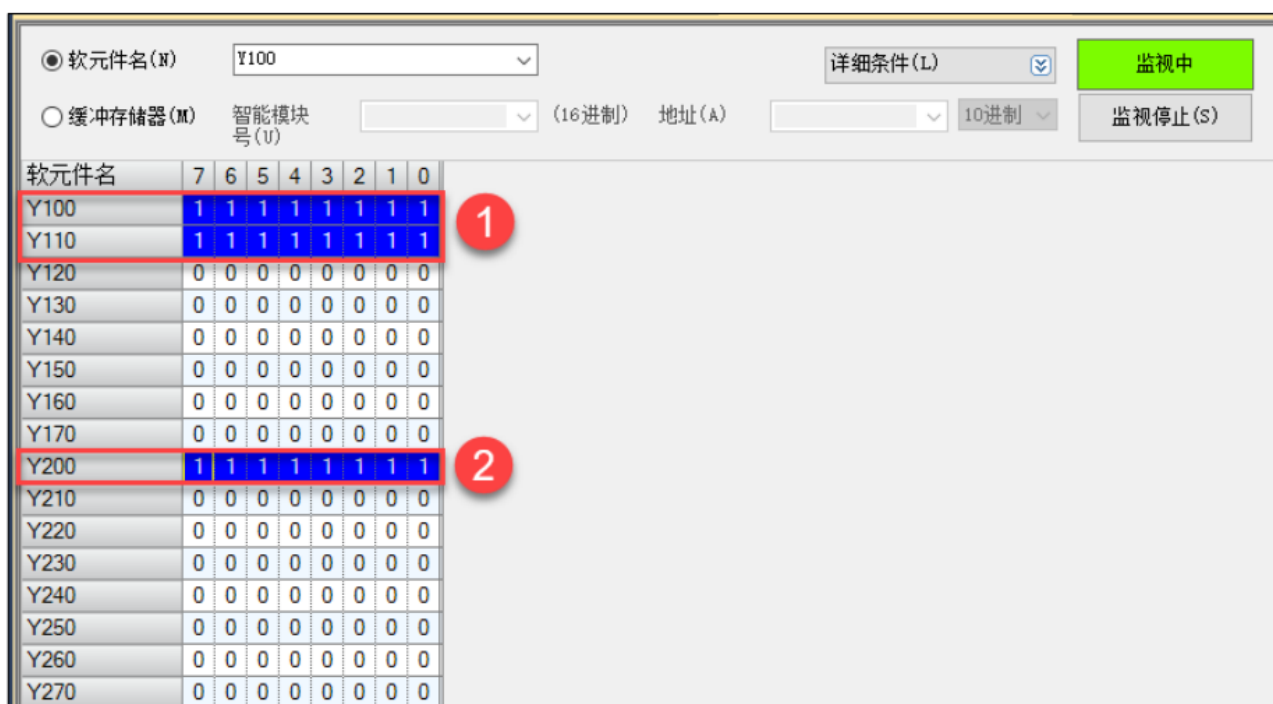 软元件名(N) Y100 详细条件(L) 监视中
缓冲存储器(M) 智能模块号(U) (16进制) 地址(A) 10进制 监视停止(S)
软元件名 7 6 5 4 3 2 1 0
Y100 1 1 1 1 1 1 1 1
1
Y110 1 1 1 1 1 1 1 1
Y120 0 0 0 0 0 0 0 0
Y130 0 0 0 0 0 0 0 0
Y140 0 0 0 0 0 0 0 0
Y150 0 0 0 0 0 0 0 0
Y160 0 0 0 0 0 0 0 0
Y170 0 0 0 0 0 0 0 0
Y200 1 1 1 1 1 1 1 1
2
Y210 0 0 0 0 0 0 0 0
Y220 0 0 0 0 0 0 0 0
Y230 0 0 0 0 0 0 0 0
Y240 0 0 0 0 0 0 0 0
Y250 0 0 0 0 0 0 0 0
Y260 0 0 0 0 0 0 0 0
Y270 0 0 0 0 0 0 0 0